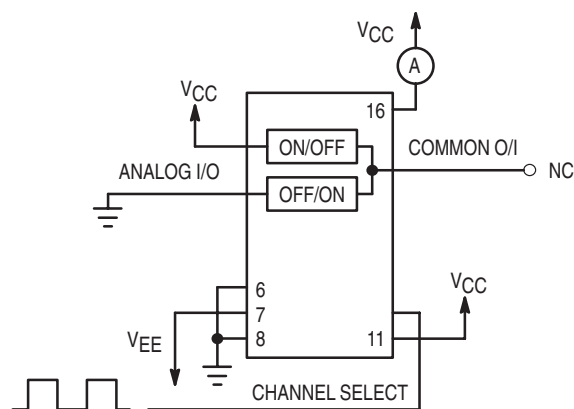 VCC
A
VCC
16
ON/OFF
COMMON O/I
ANALOG I/O
NC
OFF/ON
6
VCC
7
VEE
8
11
CHANNEL SELECT